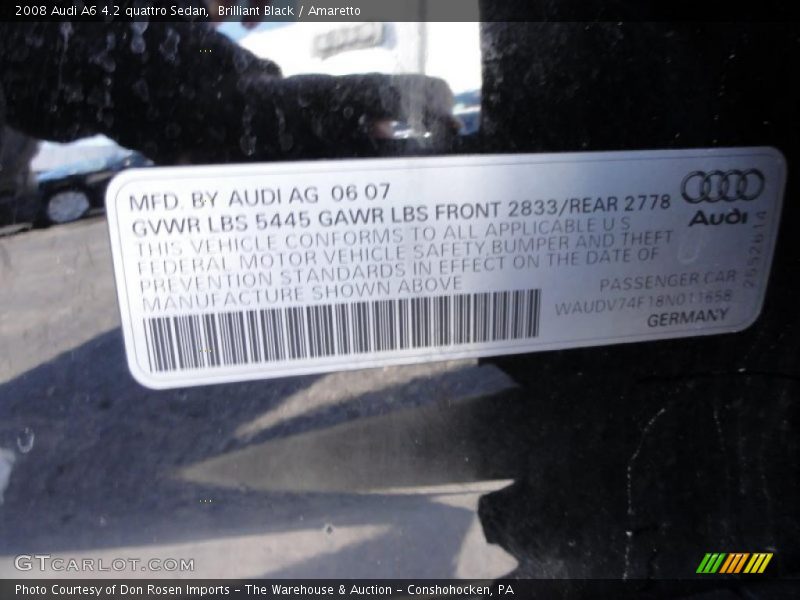 2008 Audi A6 4.2 quattro Sedan, Brilliant Black / Amaretto
MFD. BY AUDI AG 06 07
GVWR LBS 5445 GAWR LBS FRONT 2833/REAR 2778
THIS VEHICLE CONFORMS TO ALL APPLICABLE U S
FEDERAL MOTOR VEHICLE SAFETY,BUMPER AND THEFT
PREVENTION STANDARDS IN EFFECT ON THE DATE OF
MANUFACTURE SHOWN ABOVE
Audi
PASSENGER CAR
WAUDV74F18N011658
GERMANY
GTCARLOT.COM
Photo Courtesy of Don Rosen Imports - The Warehouse & Auction - Conshohocken, PA